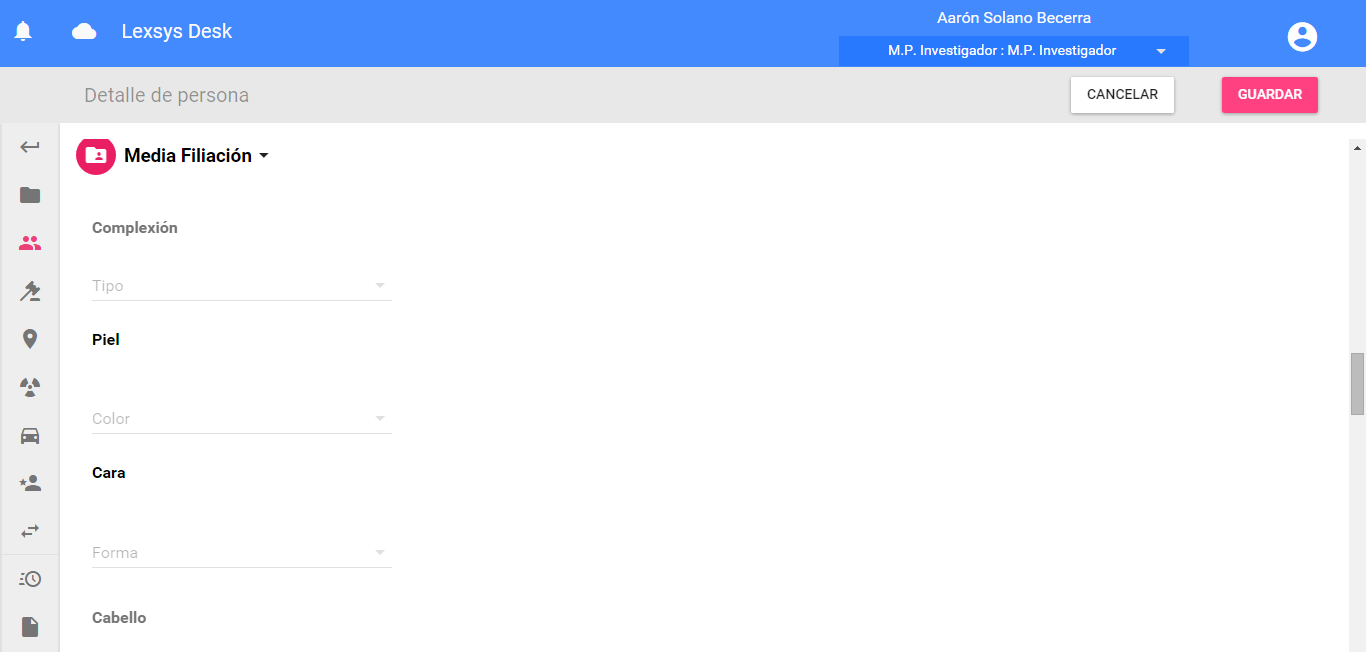 Lexsys Desk
Aarón Solano Becerra
M.P. Investigador : M.P. Investigador
Detalle de persona
CANCELAR
GUARDAR
Media Filiación
Complexión
Tipo
Piel
Color
Cara
Forma
Cabello